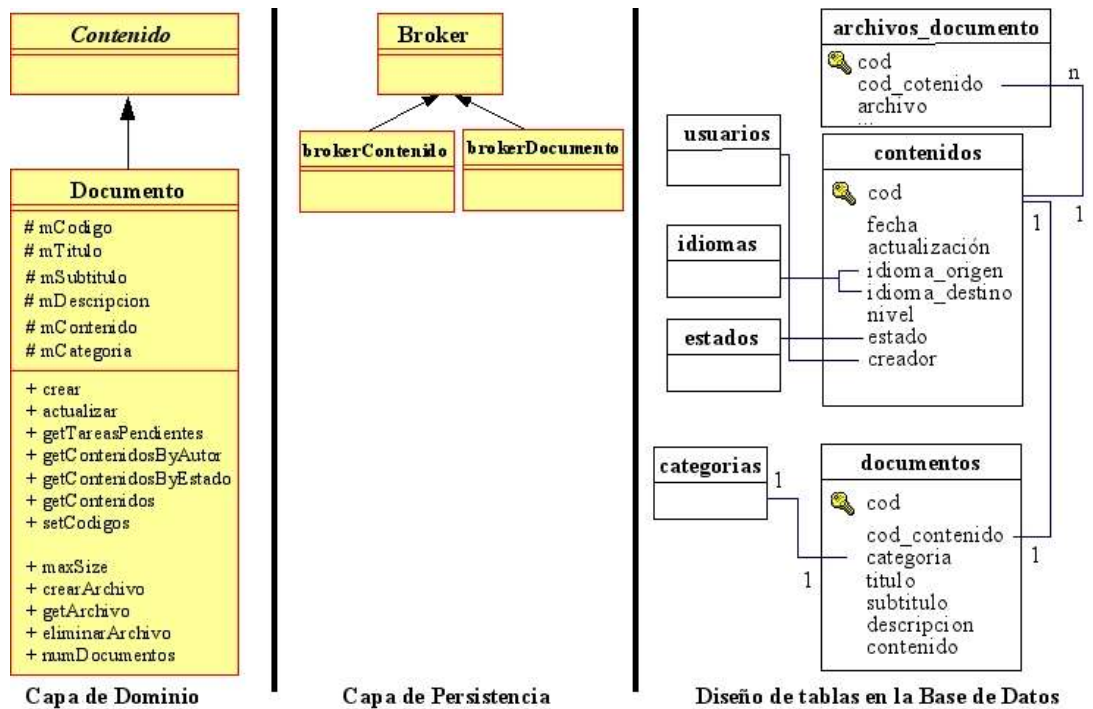 Contenido
Documento
# mCodigo
# mTitulo
# mSubtitulo
# mDescripcion
# mContenido
# mCategoria
+ crear
+ actualizar
+ getTareasPendientes
+ getContenidosByAutor
+ getContenidosByEstado
+ getContenidos
+ setCodigos
+ maxSize
+ crearArchivo
+ getArchivo
+ eliminarArchivo
+ numDocumentos
Capa de Dominio
Broker
brokerContenido
brokerDocumento
Capa de Persistencia
archivos_documento
cod
cod_cotenido
archivo
...
n
usuarios
idiomas
estados
contenidos
cod
fecha
actualización
idioma_origen
idioma_destino
nivel
estado
creador
1
1
categorias
1
1
documentos
cod
cod_contenido
categoria
titulo
subtitulo
descripcion
contenido
1
Diseño de tablas en la Base de Datos